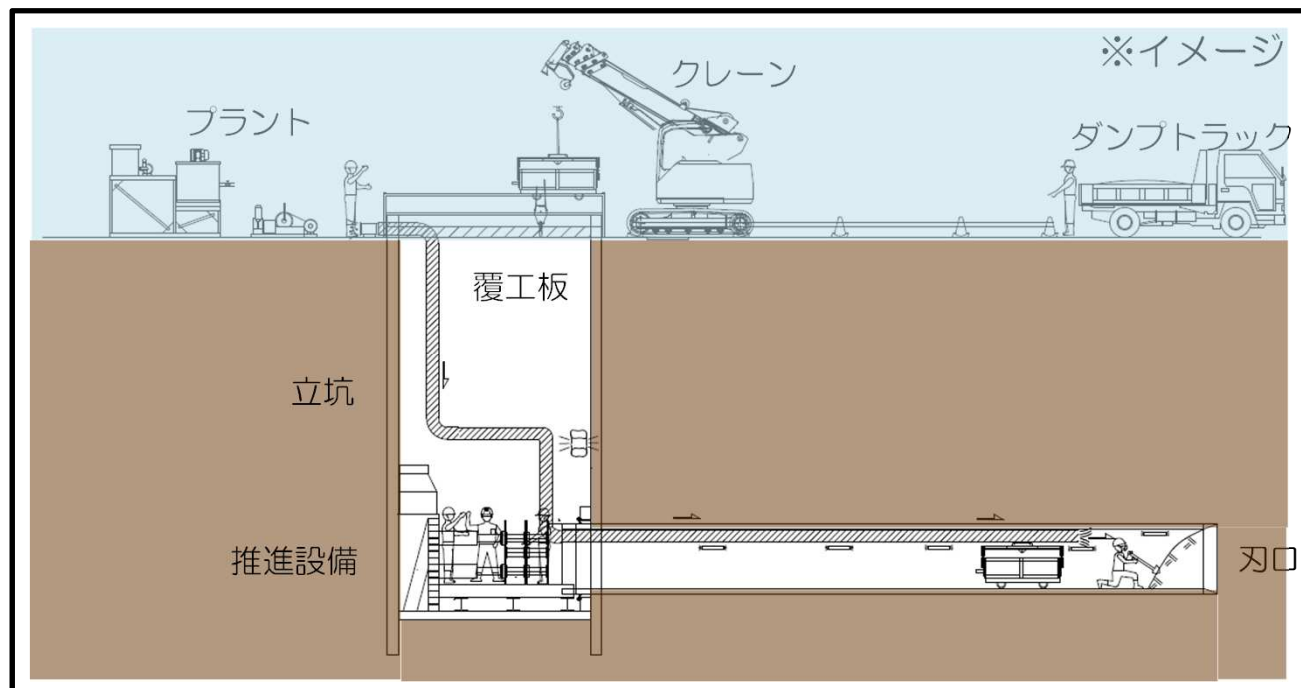 ※イメージ
クレーン
プラント
ダンプトラック
覆工板
立坑
推進設備
刃口